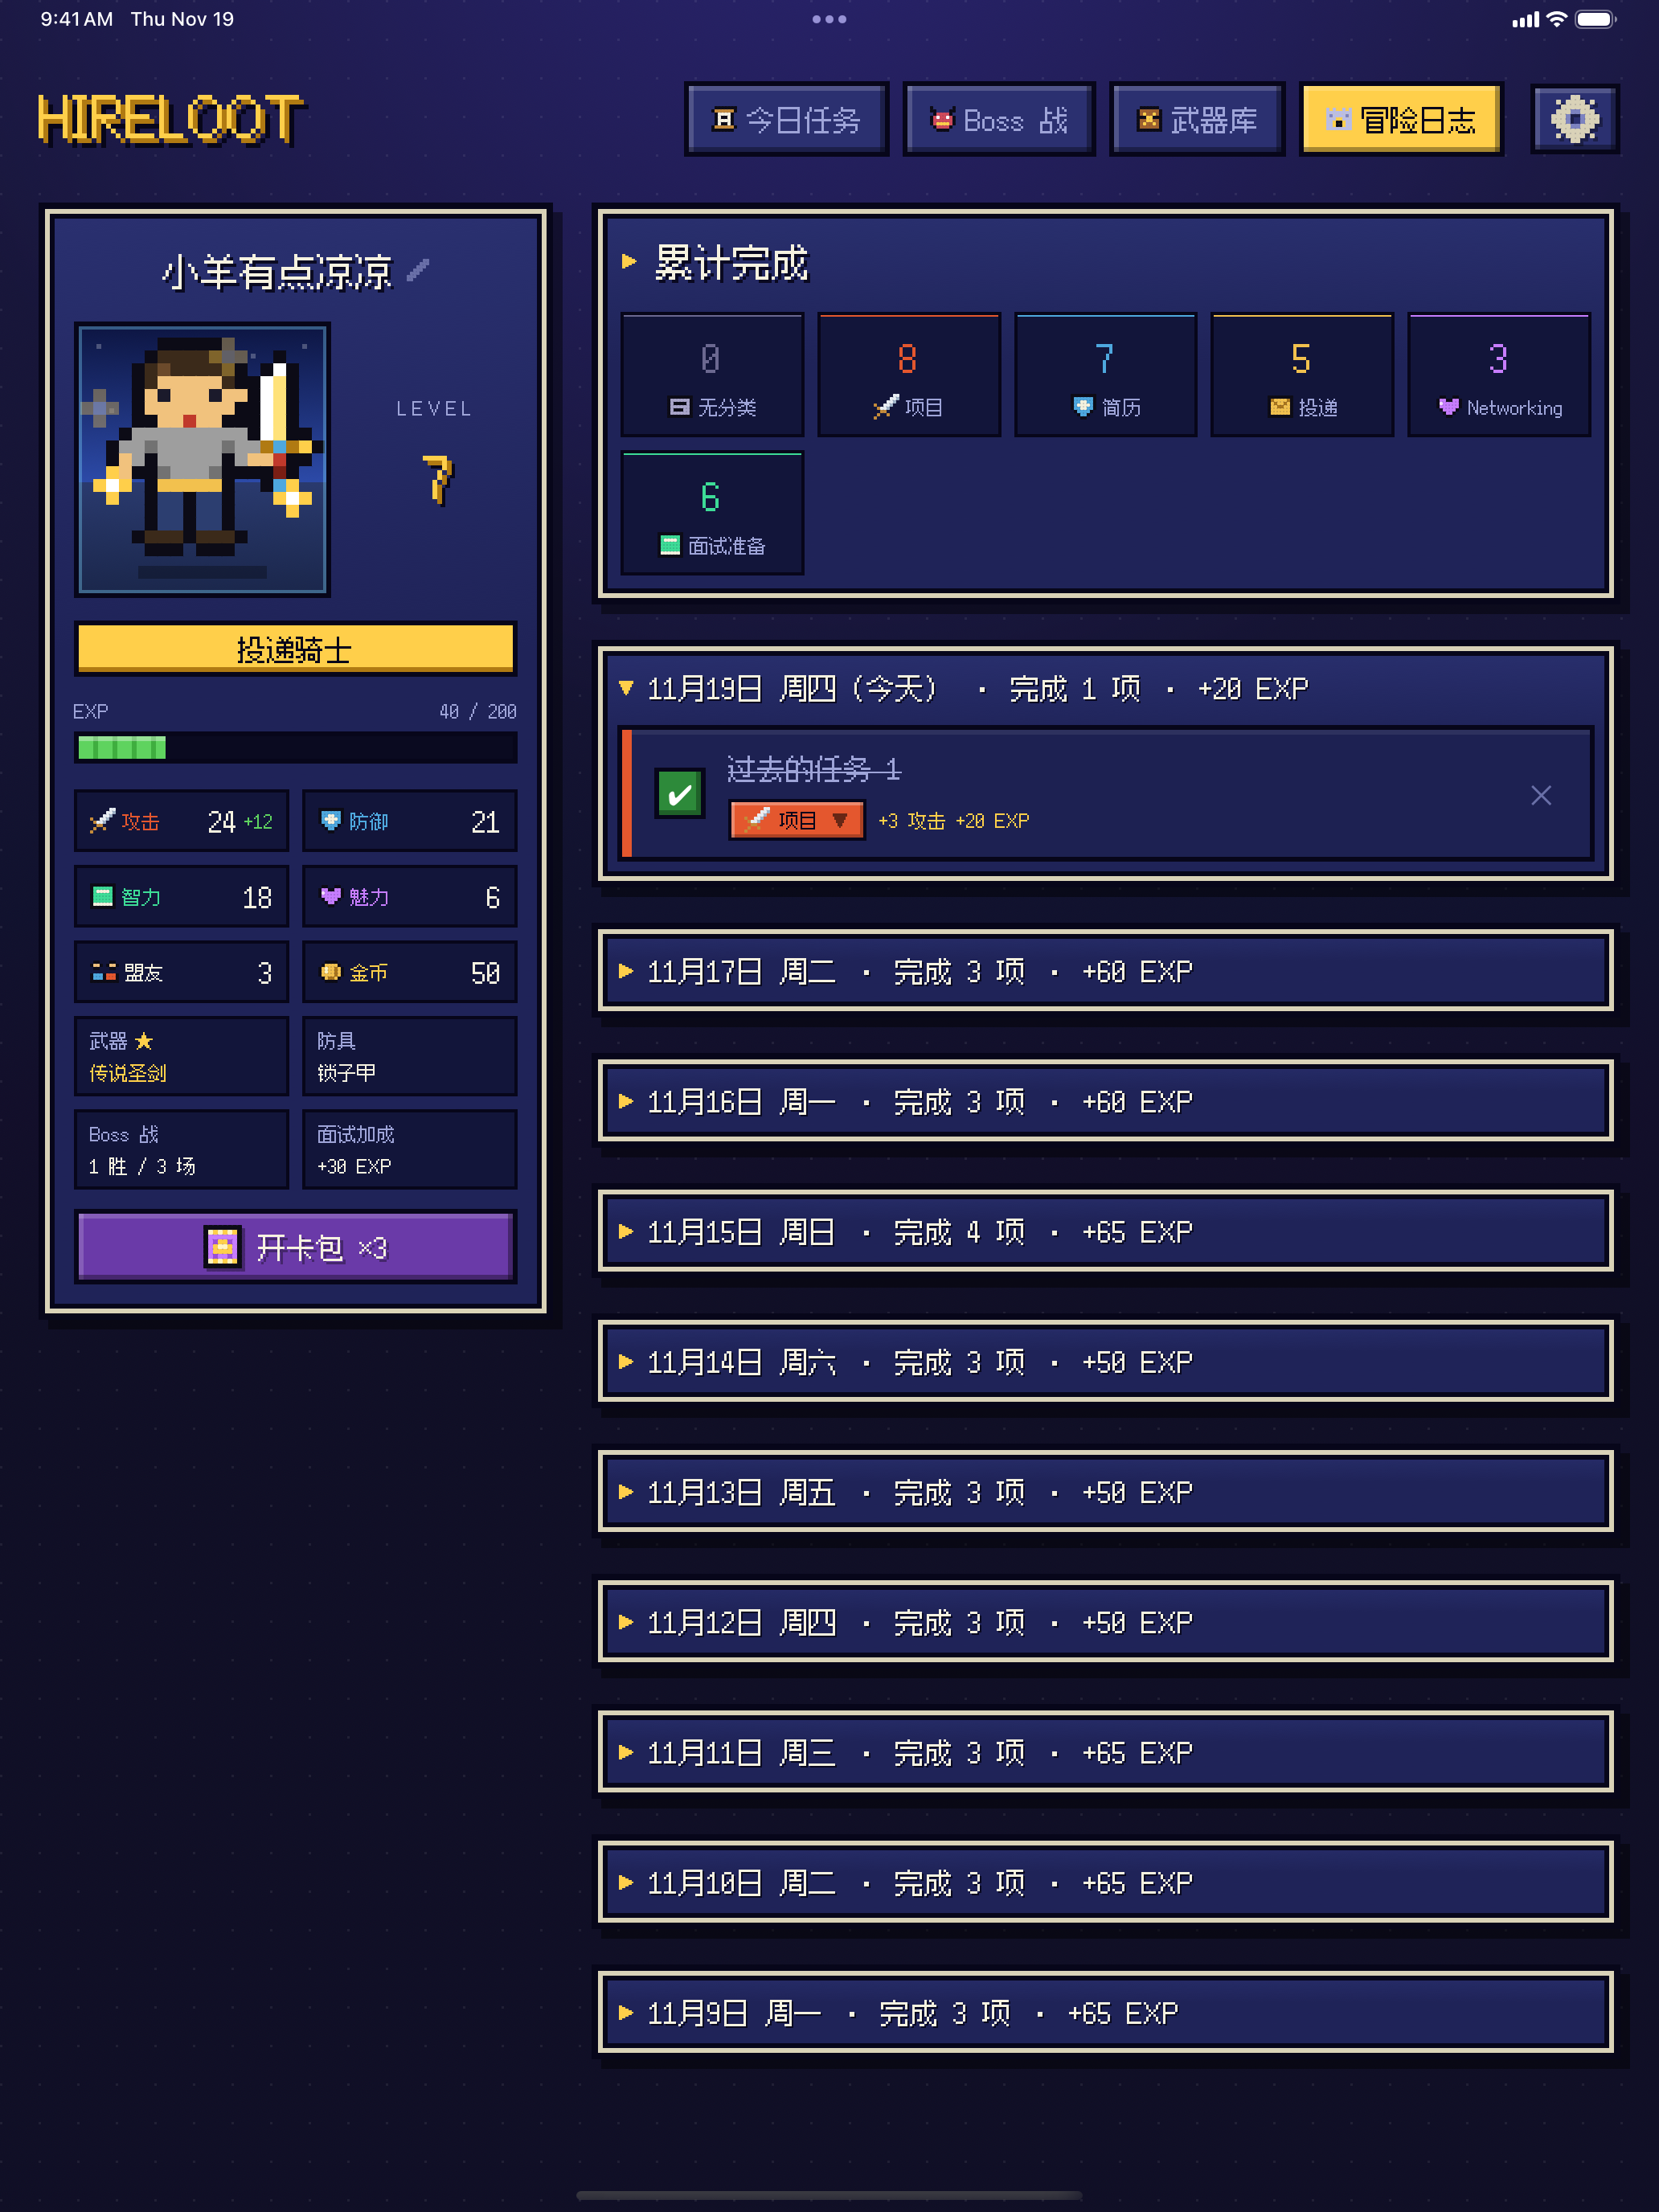 9:41 AM Thu Nov 19
HIRELOOT
今日任务
Boss 战
武器库
冒险日志
小羊有点凉凉
LEVEL
7
投递骑士
EXP 40 / 200
攻击 24 +12
防御 21
智力 18
魅力 6
盟友 3
金币 50
武器 ★
传说圣剑
防具
锁子甲
Boss 战
1 胜 / 3 场
面试加成
+30 EXP
开卡包 ×3
▶ 累计完成
0
无分类
8
项目
7
简历
5
投递
3
Networking
6
面试准备
▼ 11月19日 周四（今天） · 完成 1 项 · +20 EXP
过去的任务 1
项目 ▼ +3 攻击 +20 EXP
▶ 11月17日 周二 · 完成 3 项 · +60 EXP
▶ 11月16日 周一 · 完成 3 项 · +60 EXP
▶ 11月15日 周日 · 完成 4 项 · +65 EXP
▶ 11月14日 周六 · 完成 3 项 · +50 EXP
▶ 11月13日 周五 · 完成 3 项 · +50 EXP
▶ 11月12日 周四 · 完成 3 项 · +50 EXP
▶ 11月11日 周三 · 完成 3 项 · +65 EXP
▶ 11月10日 周二 · 完成 3 项 · +65 EXP
▶ 11月9日 周一 · 完成 3 项 · +65 EXP